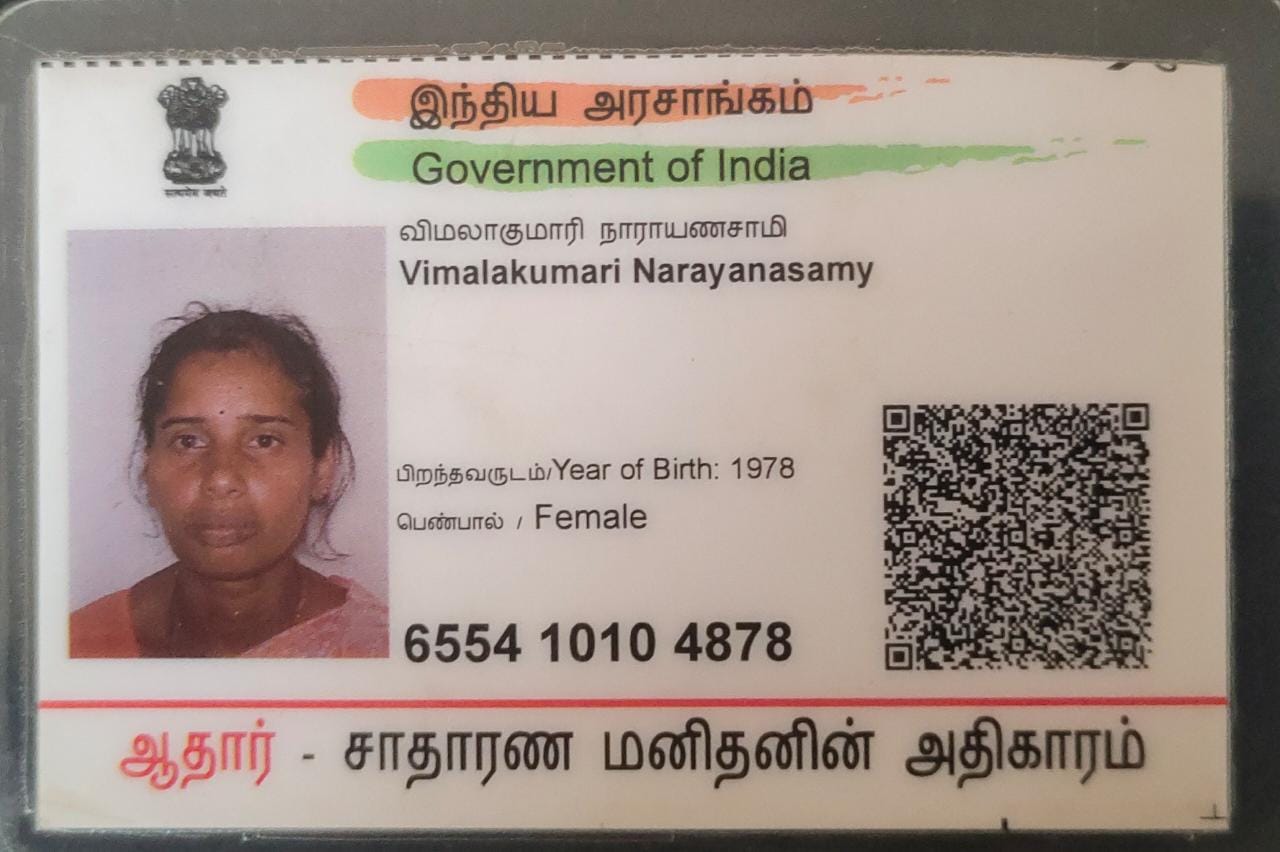 இந்திய அரசாங்கம்
Government of India
सत्यमेव जयते
விமலாகுமாரி நாராயணசாமி
Vimalakumari Narayanasamy
பிறந்தவருடம்/Year of Birth: 1978
பெண்பால் / Female
6554 1010 4878
ஆதார் - சாதாரண மனிதனின் அதிகாரம்